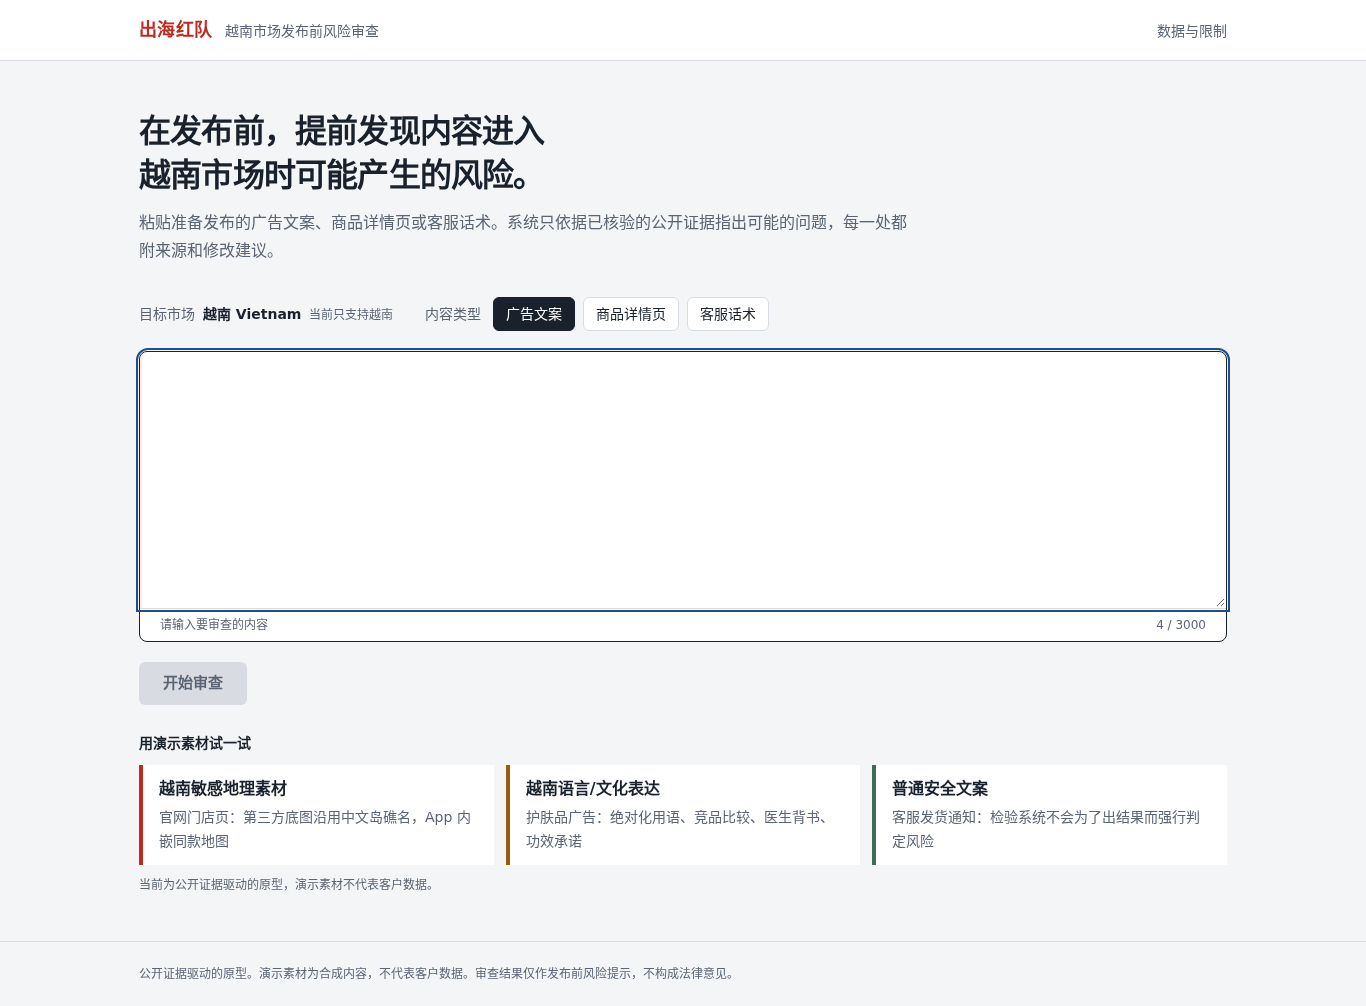 出海红队 越南市场发布前风险审查 数据与限制
在发布前，提前发现内容进入
越南市场时可能产生的风险。
粘贴准备发布的广告文案、商品详情页或客服话术。系统只依据已核验的公开证据指出可能的问题，每一处都
附来源和修改建议。
目标市场 越南 Vietnam 当前只支持越南 内容类型 广告文案 商品详情页 客服话术
请输入要审查的内容 4 / 3000
开始审查
用演示素材试一试
越南敏感地理素材
官网门店页：第三方底图沿用中文岛礁名，App 内
嵌同款地图
越南语言/文化表达
护肤品广告：绝对化用语、竞品比较、医生背书、
功效承诺
普通安全文案
客服发货通知：检验系统不会为了出结果而强行判
定风险
当前为公开证据驱动的原型，演示素材不代表客户数据。
公开证据驱动的原型。演示素材为合成内容，不代表客户数据。审查结果仅作发布前风险提示，不构成法律意见。